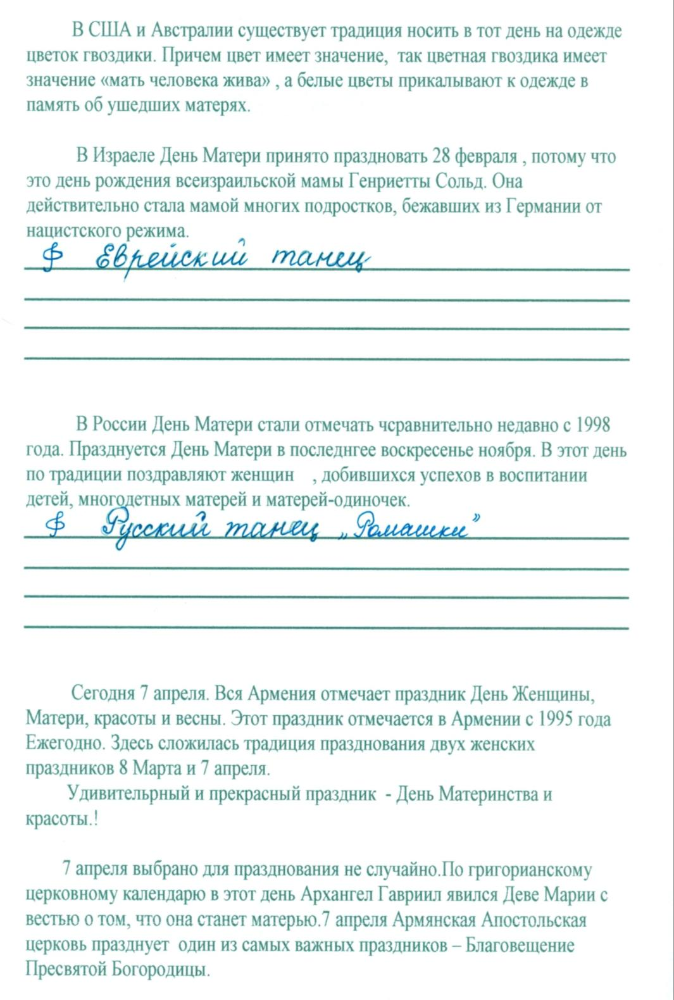 В США и Австралии существует традиция носить в тот день на одежде
цветок гвоздики. Причем цвет имеет значение,  так цветная гвоздика имеет
значение «мать человека жива» , а белые цветы прикалывают к одежде в
память об ушедших матерях.
В Израеле День Матери принято праздновать 28 февраля , потому что
это день рождения всеизраильской мамы Генриетты Сольд. Она
действительно стала мамой многих подростков, бежавших из Германии от
нацистского режима.
Еврейский танец
В России День Матери стали отмечать чсравнительно недавно с 1998
года. Празднуется День Матери в последнгее воскресенье ноября. В этот день
по традиции поздравляют женщин    , добившихся успехов в воспитании
детей, многодетных матерей и матерей-одиночек.
Русский танец „Ромашки”
Сегодня 7 апреля. Вся Армения отмечает праздник День Женщины,
Матери, красоты и весны. Этот праздник отмечается в Армении с 1995 года
Ежегодно. Здесь сложилась традиция празднования двух женских
праздников 8 Марта и 7 апреля.
Удивительрный и прекрасный праздник  - День Материнства и
красоты.!
7 апреля выбрано для празднования не случайно.По григорианскому
церковному календарю в этот день Архангел Гавриил явился Деве Марии с
вестью о том, что она станет матерью.7 апреля Армянская Апостольская
церковь празднует  один из самых важных праздников – Благовещение
Пресвятой Богородицы.